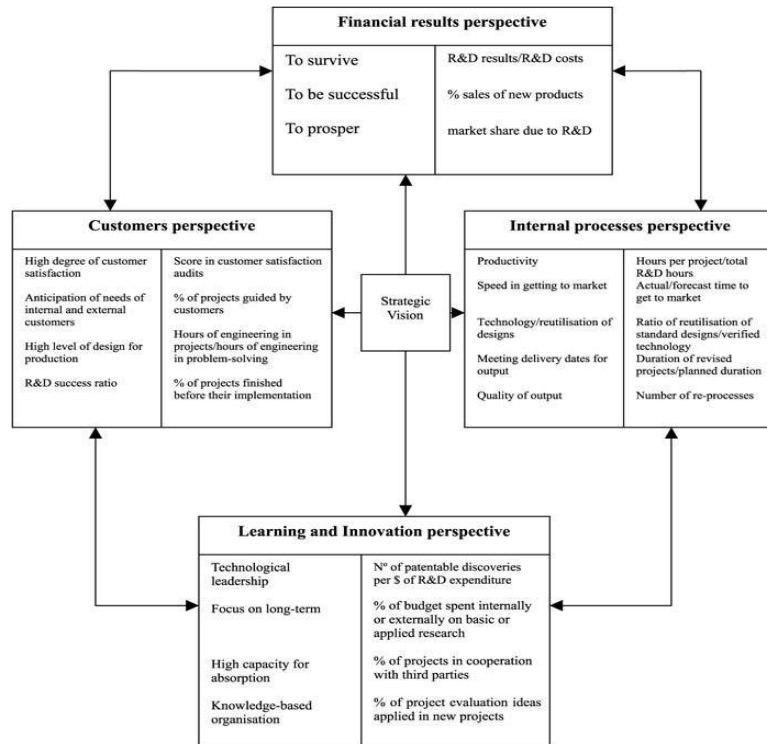 Financial results perspective
To survive
To be successful
To prosper
R&D results/R&D costs
% sales of new products
market share due to R&D
Customers perspective
High degree of customer
satisfaction
Anticipation of needs of
internal and external
customers
High level of design for
production
R&D success ratio
Score in customer satisfaction
audits
% of projects guided by
customers
Hours of engineering in
projects/hours of engineering
in problem-solving
% of projects finished
before their implementation
Strategic
Vision
Internal processes perspective
Productivity
Speed in getting to market
Technology/reutilisation of
designs
Meeting delivery dates for
output
Quality of output
Hours per project/total
R&D hours
Actual/forecast time to
get to market
Ratio of reutilisation of
standard designs/verified
technology
Duration of revised
projects/planned duration
Number of re-processes
Learning and Innovation perspective
Technological
leadership
Focus on long-term
High capacity for
absorption
Knowledge-based
organisation
Nº of patentable discoveries
per $ of R&D expenditure
% of budget spent internally
or externally on basic or
applied research
% of projects in cooperation
with third parties
% of project evaluation ideas
applied in new projects